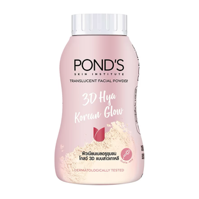 POND'S
SKIN INSTITUTE
TRANSLUCENT FACIAL POWDER
3D Hya
Korean Glow
DERMATOLOGICALLY TESTED